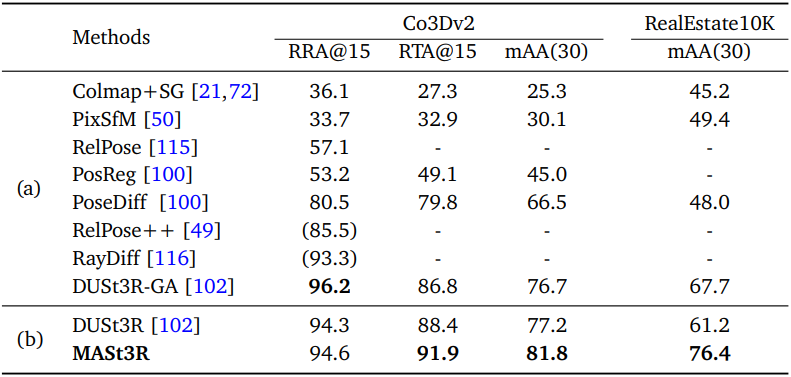 Methods Co3Dv2 RealEstate10K
RRA@15 RTA@15 mAA(30) mAA(30)
(a)
Colmap+SG [21,72] 36.1 27.3 25.3 45.2
PixSfM [50] 33.7 32.9 30.1 49.4
RelPose [115] 57.1 - - -
PosReg [100] 53.2 49.1 45.0 -
PoseDiff [100] 80.5 79.8 66.5 48.0
RelPose++ [49] (85.5) - - -
RayDiff [116] (93.3) - - -
DUSt3R-GA [102] 96.2 86.8 76.7 67.7
(b)
DUSt3R [102] 94.3 88.4 77.2 61.2
MASt3R 94.6 91.9 81.8 76.4